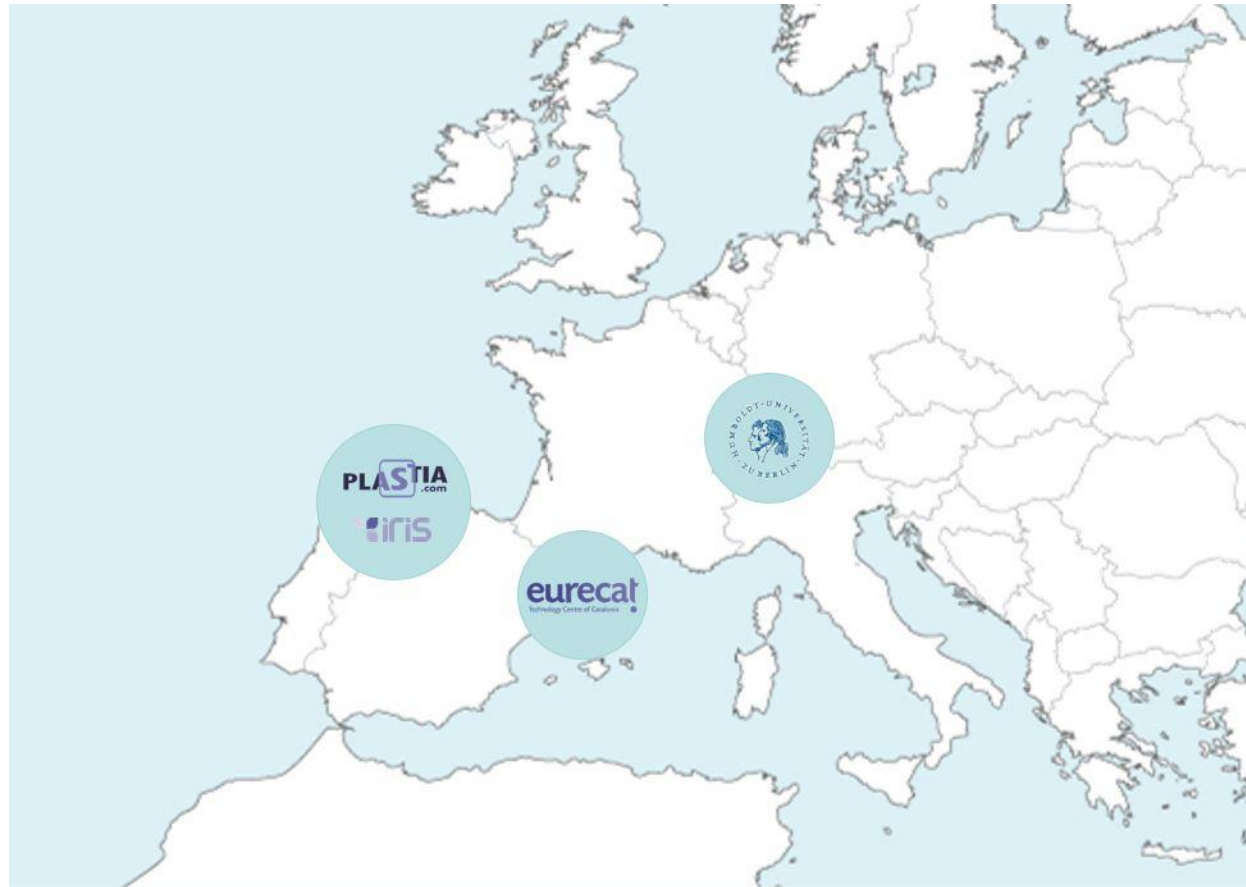 PLASTIA
.com
iris
eurecat
Technology Centre of Catalonia
HUMBOLDT-UNIVERSITÄT
·ZU BERLIN·